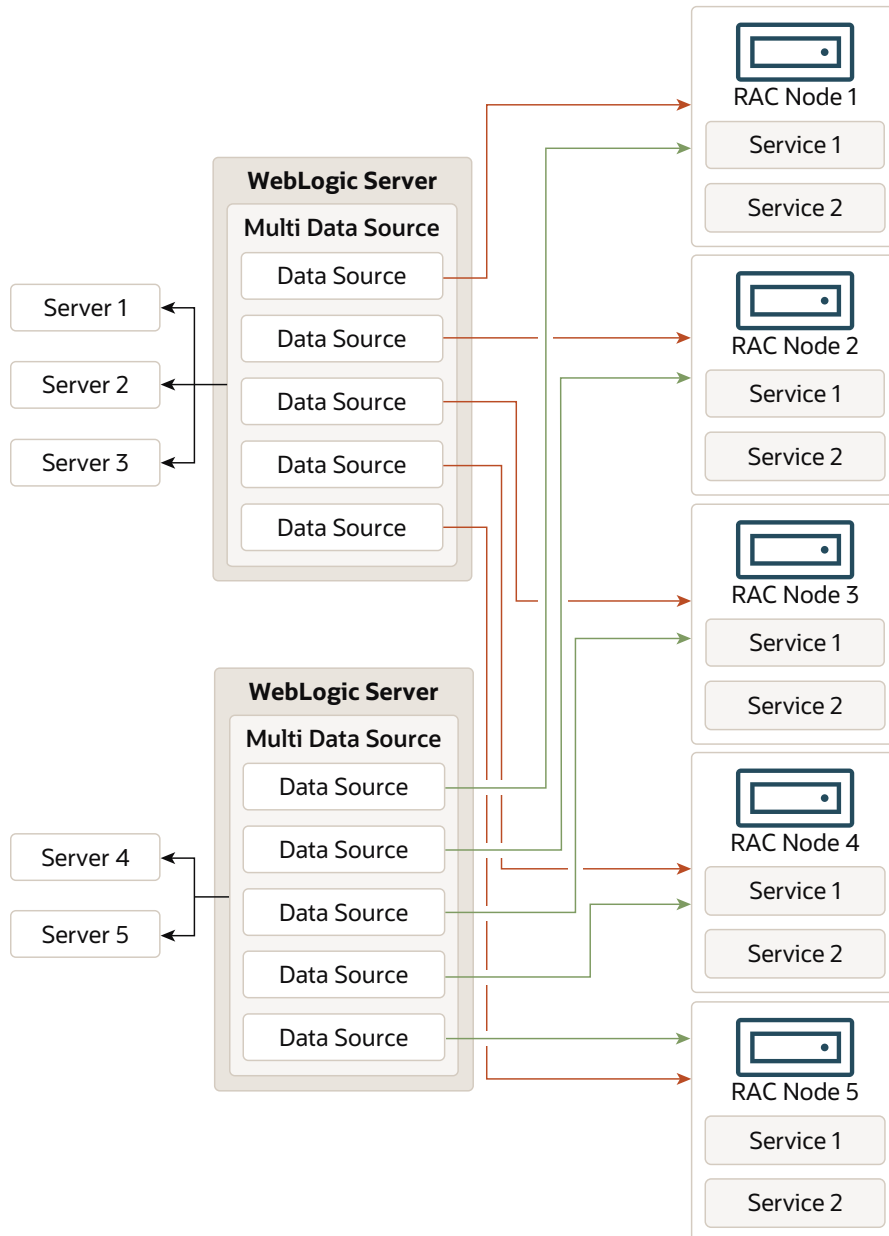 WebLogic Server
Multi Data Source
Data Source
Data Source
Data Source
Data Source
Data Source
Server 1
Server 2
Server 3
WebLogic Server
Multi Data Source
Data Source
Data Source
Data Source
Data Source
Data Source
Server 4
Server 5
RAC Node 1
Service 1
Service 2
RAC Node 2
Service 1
Service 2
RAC Node 3
Service 1
Service 2
RAC Node 4
Service 1
Service 2
RAC Node 5
Service 1
Service 2